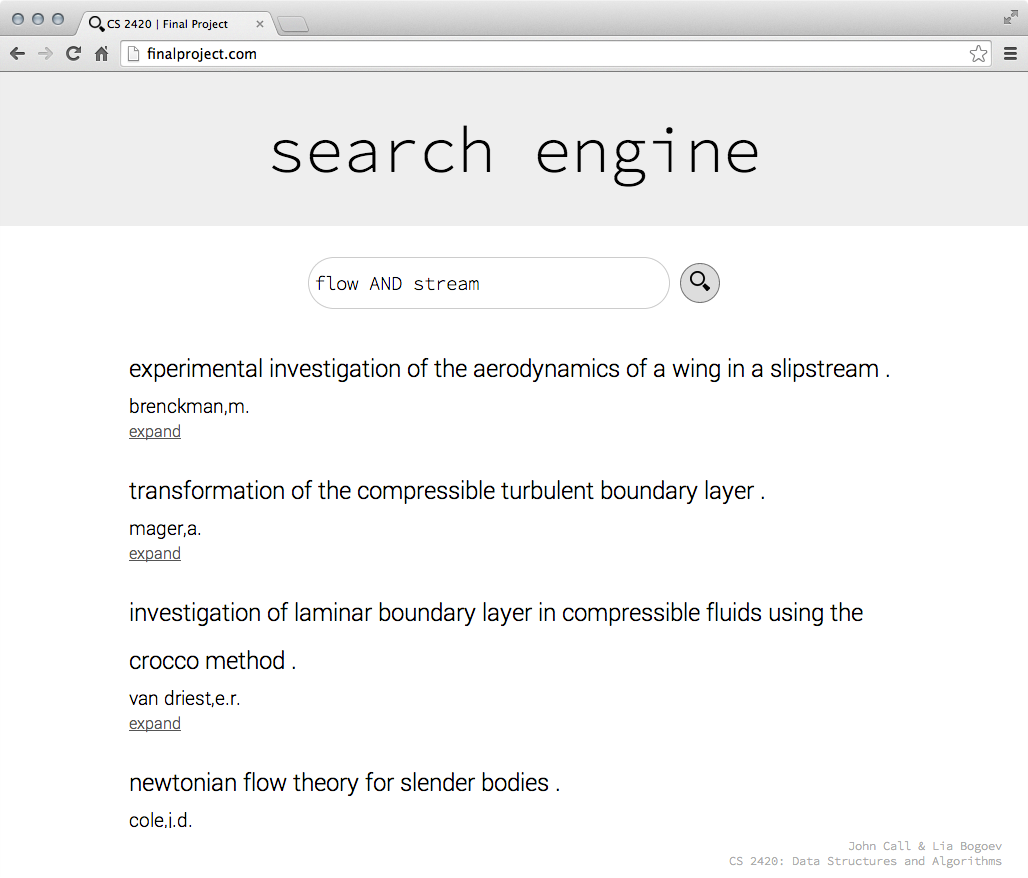 CS 2420 | Final Project
finalproject.com
search engine
flow AND stream
experimental investigation of the aerodynamics of a wing in a slipstream .
brenckman,m.
expand
transformation of the compressible turbulent boundary layer .
mager,a.
expand
investigation of laminar boundary layer in compressible fluids using the
crocco method .
van driest,e.r.
expand
newtonian flow theory for slender bodies .
cole,j.d.
John Call & Lia Bogoev
CS 2420: Data Structures and Algorithms